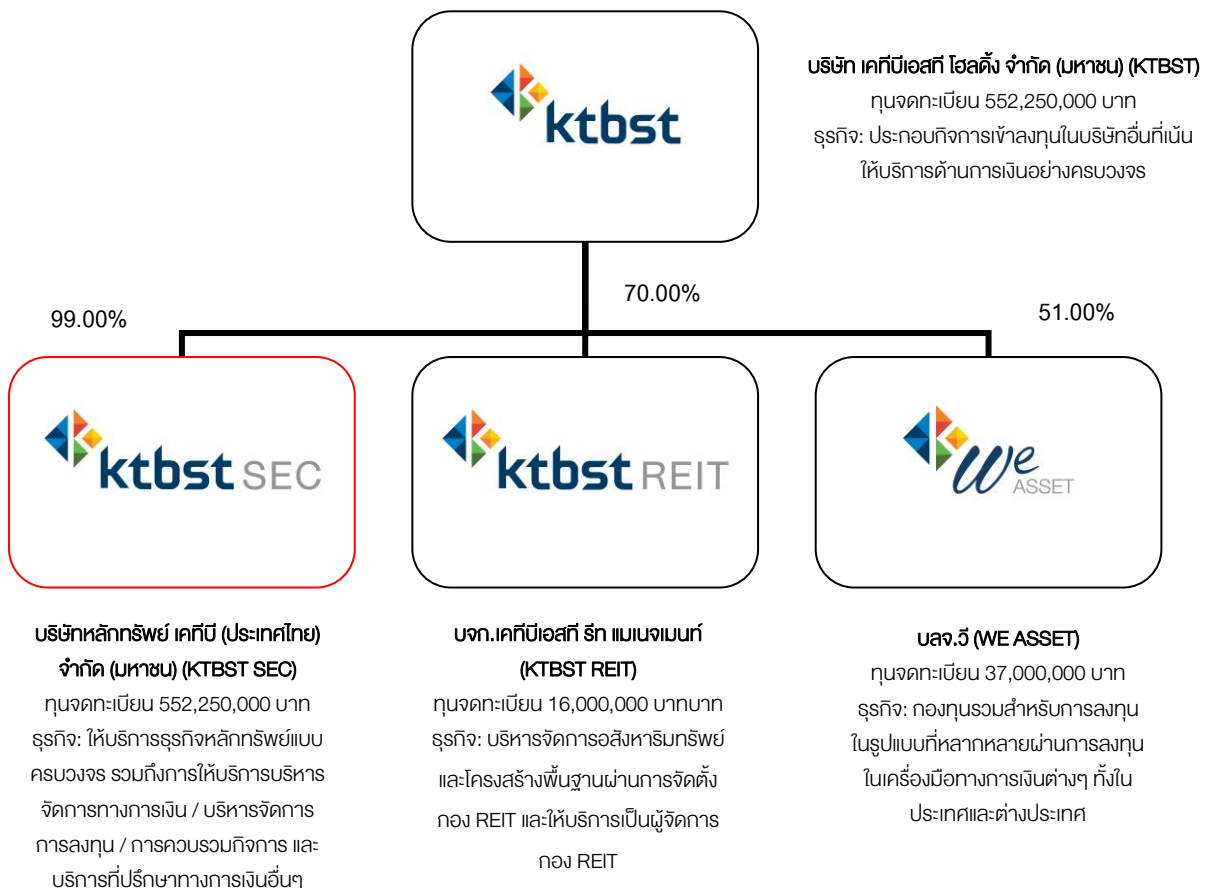 ktbst
บริษัท เคทีบีเอสที โฮลดิ้ง จำกัด (มหาชน) (KTBST)
ทุนจดทะเบียน 552,250,000 บาท
ธุรกิจ: ประกอบกิจการเข้าลงทุนในบริษัทอื่นที่เน้น
ให้บริการด้านการเงินอย่างครบวงจร
99.00%
70.00%
51.00%
ktbst SEC
ktbst REIT
We
ASSET
บริษัทหลักทรัพย์ เคทีบี (ประเทศไทย)
จำกัด (มหาชน) (KTBST SEC)
ทุนจดทะเบียน 552,250,000 บาท
ธุรกิจ: ให้บริการธุรกิจหลักทรัพย์แบบ
ครบวงจร รวมถึงการให้บริการบริหาร
จัดการทางการเงิน / บริหารจัดการ
การลงทุน / การควบรวมกิจการ และ
บริการที่ปรึกษาทางการเงินอื่นๆ
บจก.เคทีบีเอสที รีท แมเนจเมนท์
(KTBST REIT)
ทุนจดทะเบียน 16,000,000 บาทบาท
ธุรกิจ: บริหารจัดการอสังหาริมทรัพย์
และโครงสร้างพื้นฐานผ่านการจัดตั้ง
กอง REIT และให้บริการเป็นผู้จัดการ
กอง REIT
บลจ.วี (WE ASSET)
ทุนจดทะเบียน 37,000,000 บาท
ธุรกิจ: กองทุนรวมสำหรับการลงทุน
ในรูปแบบที่หลากหลายผ่านการลงทุน
ในเครื่องมือทางการเงินต่างๆ ทั้งใน
ประเทศและต่างประเทศ